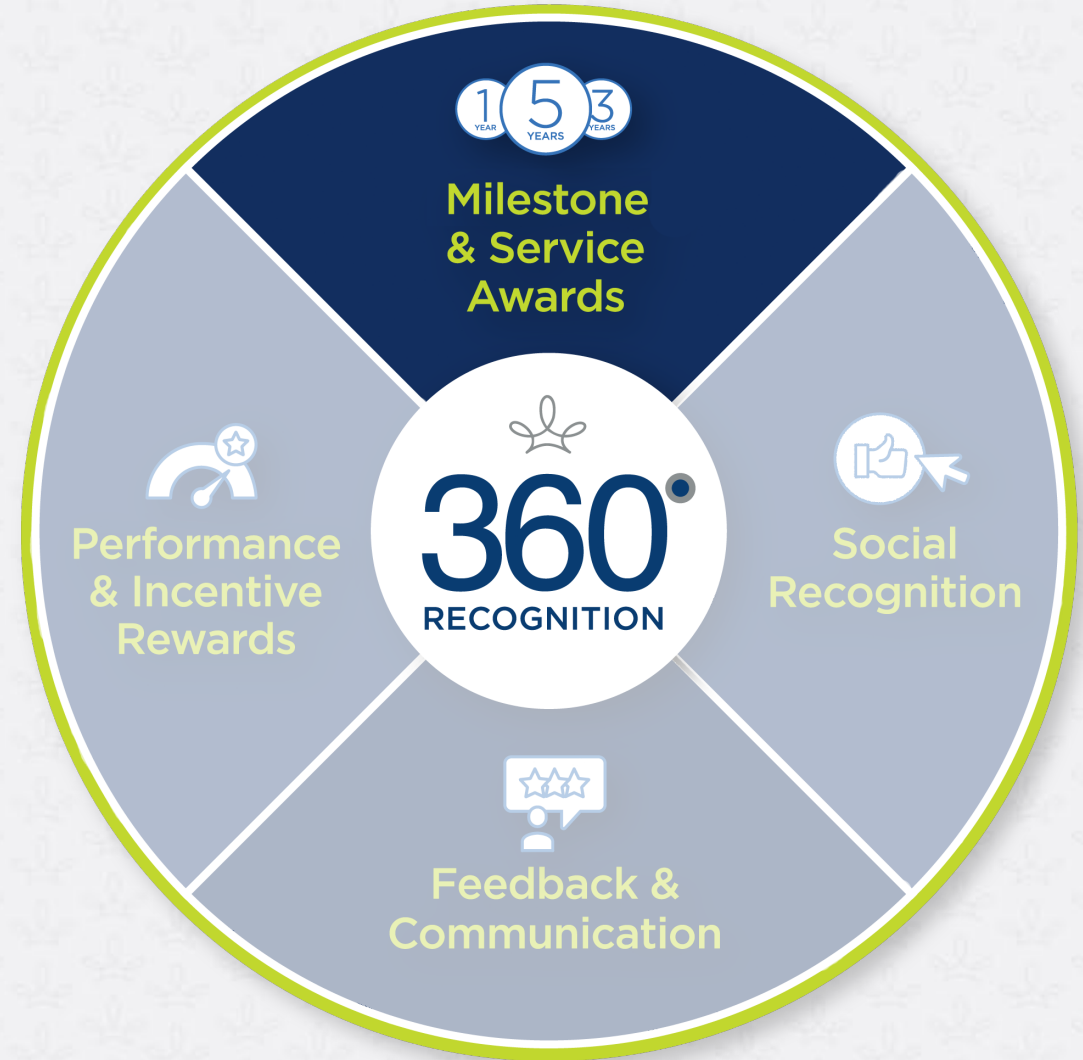 1 5 3
YEAR YEARS YEARS
Milestone
& Service
Awards
360°
RECOGNITION
Performance
& Incentive
Rewards
Social
Recognition
Feedback &
Communication